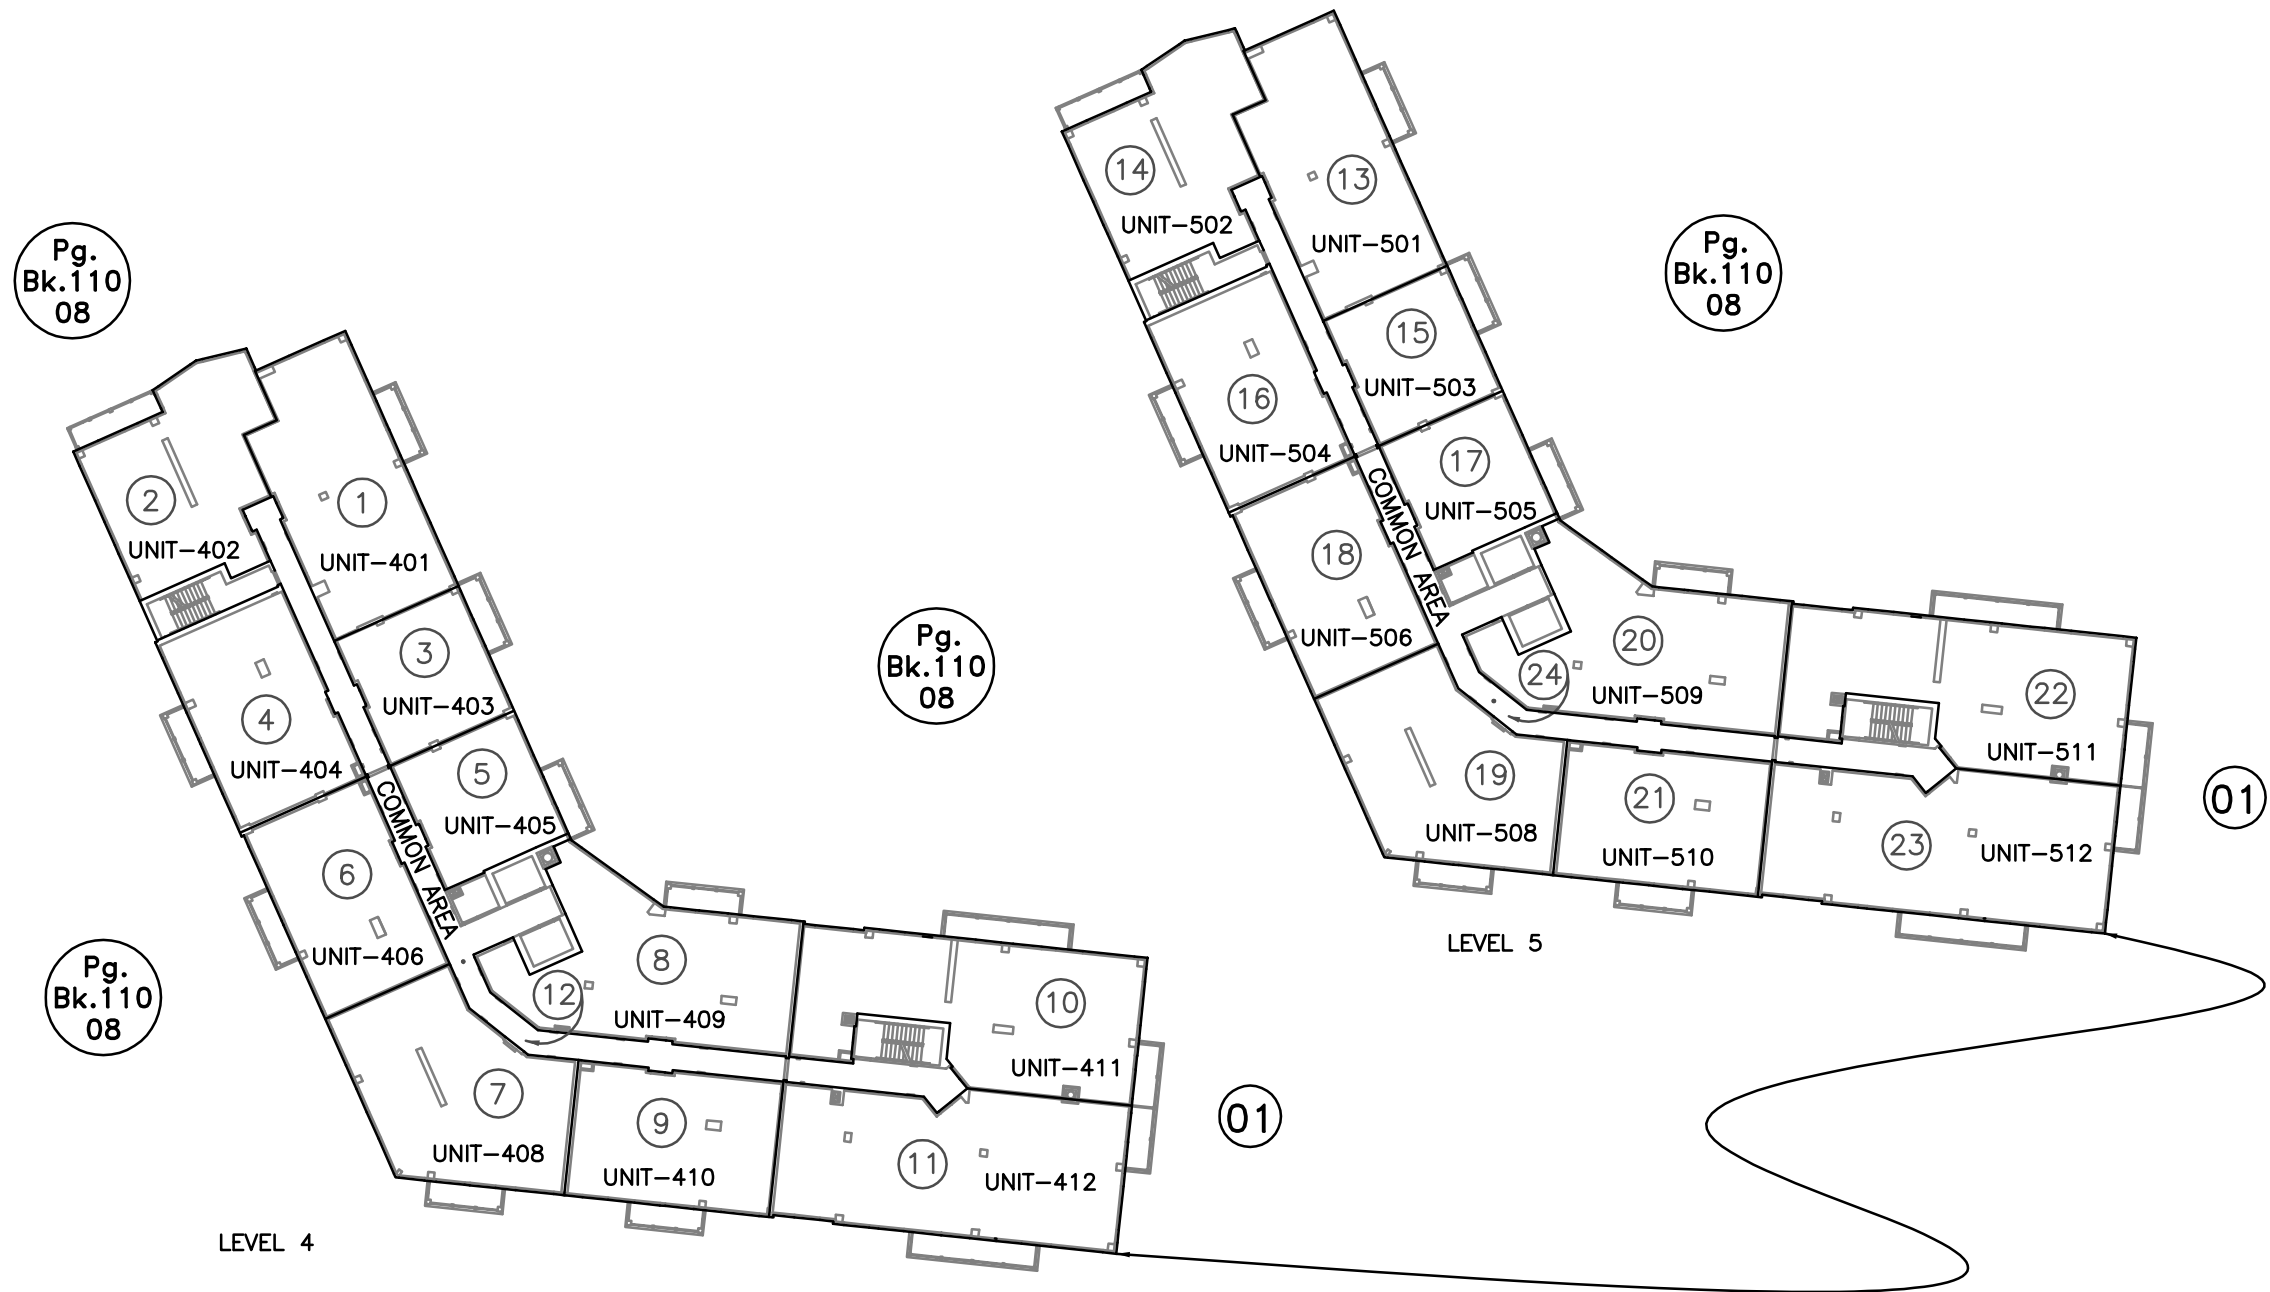 Pg.
Bk.110
08
2
UNIT-402
1
UNIT-401
3
UNIT-403
4
UNIT-404
5
UNIT-405
COMMON AREA
6
UNIT-406
7
UNIT-408
12
8
UNIT-409
9
UNIT-410
10
UNIT-411
11
UNIT-412
01
Pg.
Bk.110
08
LEVEL 4
Pg.
Bk.110
08
14
UNIT-502
13
UNIT-501
15
UNIT-503
16
UNIT-504
17
UNIT-505
COMMON AREA
18
UNIT-506
19
UNIT-508
24
20
UNIT-509
21
UNIT-510
22
UNIT-511
23
UNIT-512
Pg.
Bk.110
08
01
LEVEL 5